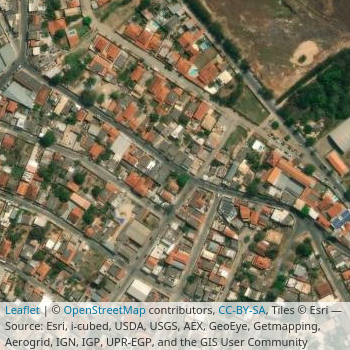 Leaflet | © OpenStreetMap contributors, CC-BY-SA, Tiles © Esri —
Source: Esri, i-cubed, USDA, USGS, AEX, GeoEye, Getmapping,
Aerogrid, IGN, IGP, UPR-EGP, and the GIS User Community